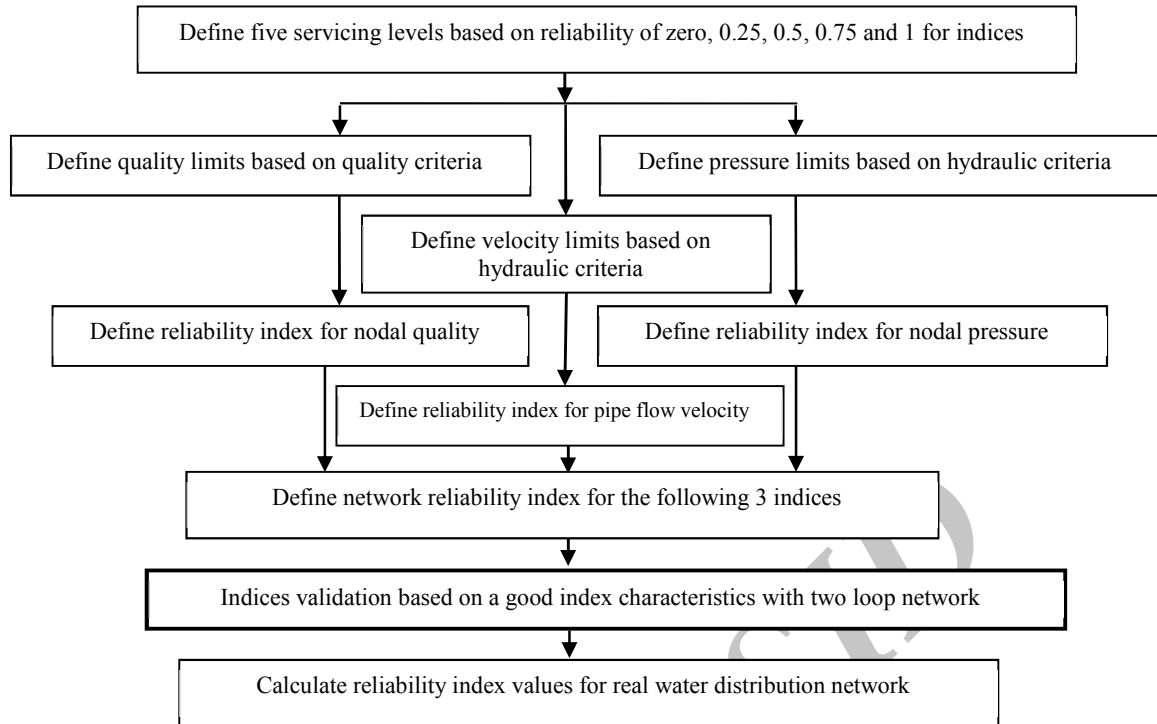 Define five servicing levels based on reliability of zero, 0.25, 0.5, 0.75 and 1 for indices
Define quality limits based on quality criteria
Define pressure limits based on hydraulic criteria
Define velocity limits based on
hydraulic criteria
Define reliability index for nodal quality
Define reliability index for nodal pressure
Define reliability index for pipe flow velocity
Define network reliability index for the following 3 indices
Indices validation based on a good index characteristics with two loop network
Calculate reliability index values for real water distribution network